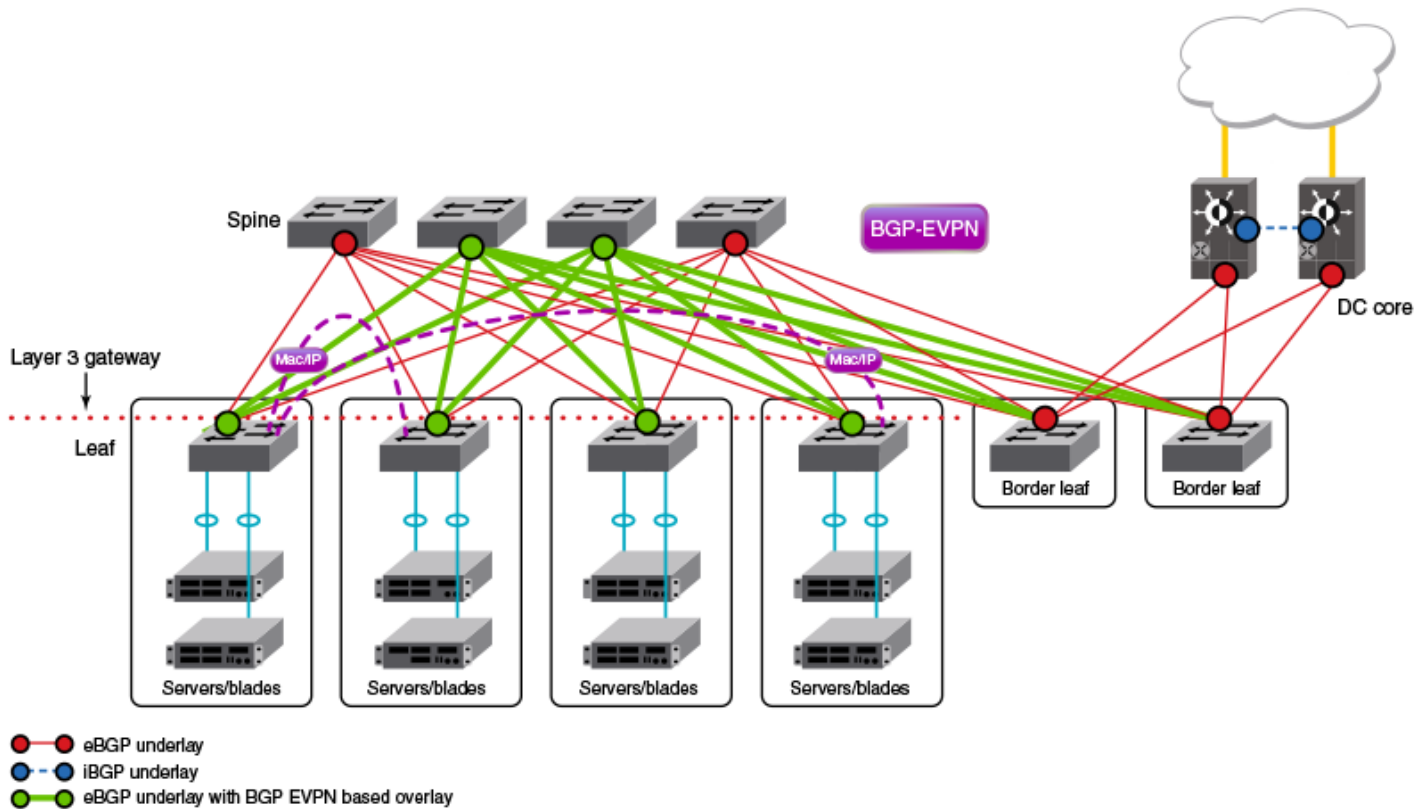 Spine
BGP-EVPN
DC core
Layer 3 gateway
Mac/IP
Mac/IP
Leaf
Border leaf
Border leaf
Servers/blades
Servers/blades
Servers/blades
Servers/blades
eBGP underlay
iBGP underlay
eBGP underlay with BGP EVPN based overlay